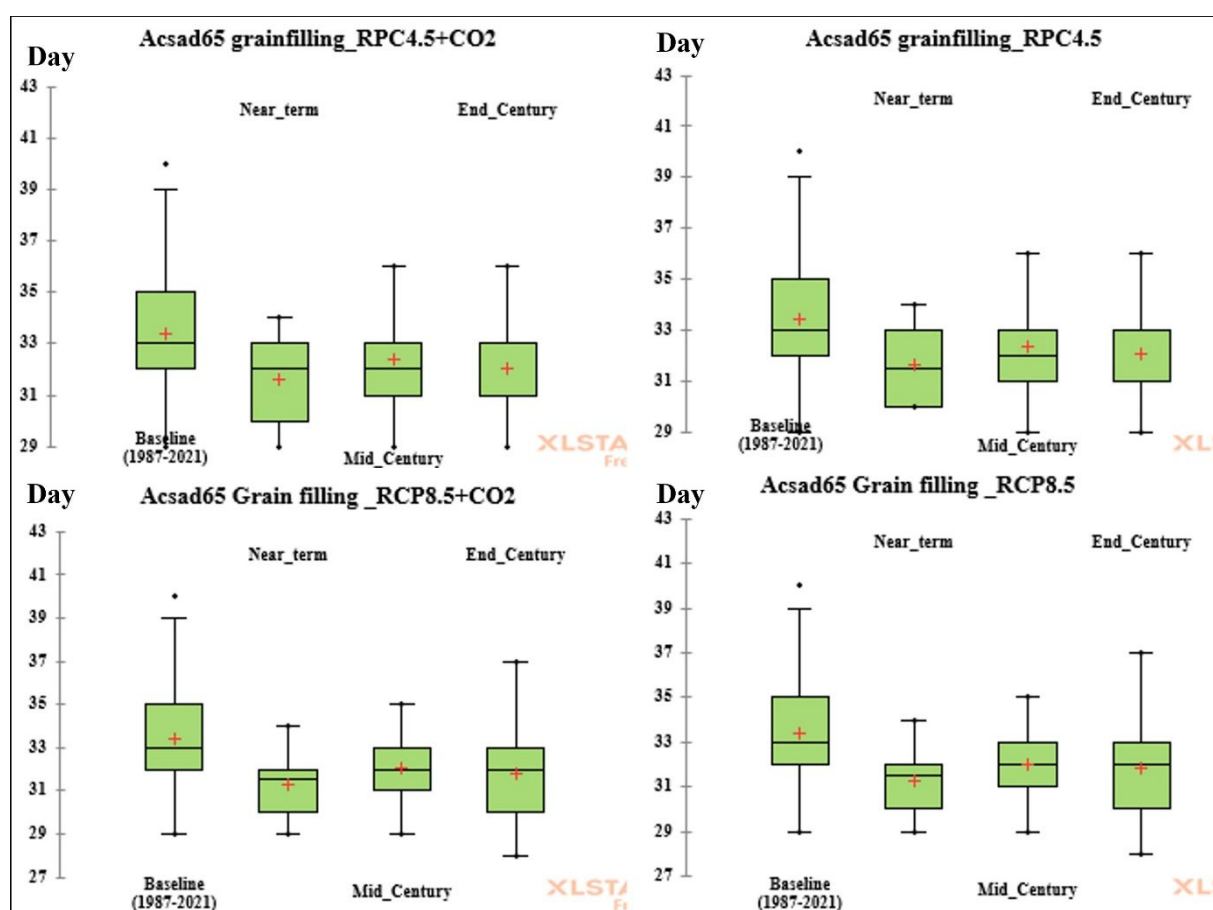 Acsad65 grainfilling_RPC4.5+CO2
Day
43
41
39
37
35
33
31
29
Near_term
End_Century
Baseline
(1987-2021)
Mid_Century
XLSTA
Fre
Acsad65 grainfilling_RPC4.5
Day
43
41
39
37
35
33
31
29
Near_term
End_Century
Baseline
(1987-2021)
Mid_Century
XL
Acsad65 Grain filling _RCP8.5+CO2
Day
43
41
39
37
35
33
31
29
27
Near_term
End_Century
Baseline
(1987-2021)
Mid_Century
XLSTA
Acsad65 Grain filling _RCP8.5
Day
43
41
39
37
35
33
31
29
27
Near_term
End_Century
Baseline
(1987-2021)
Mid_Century
XL